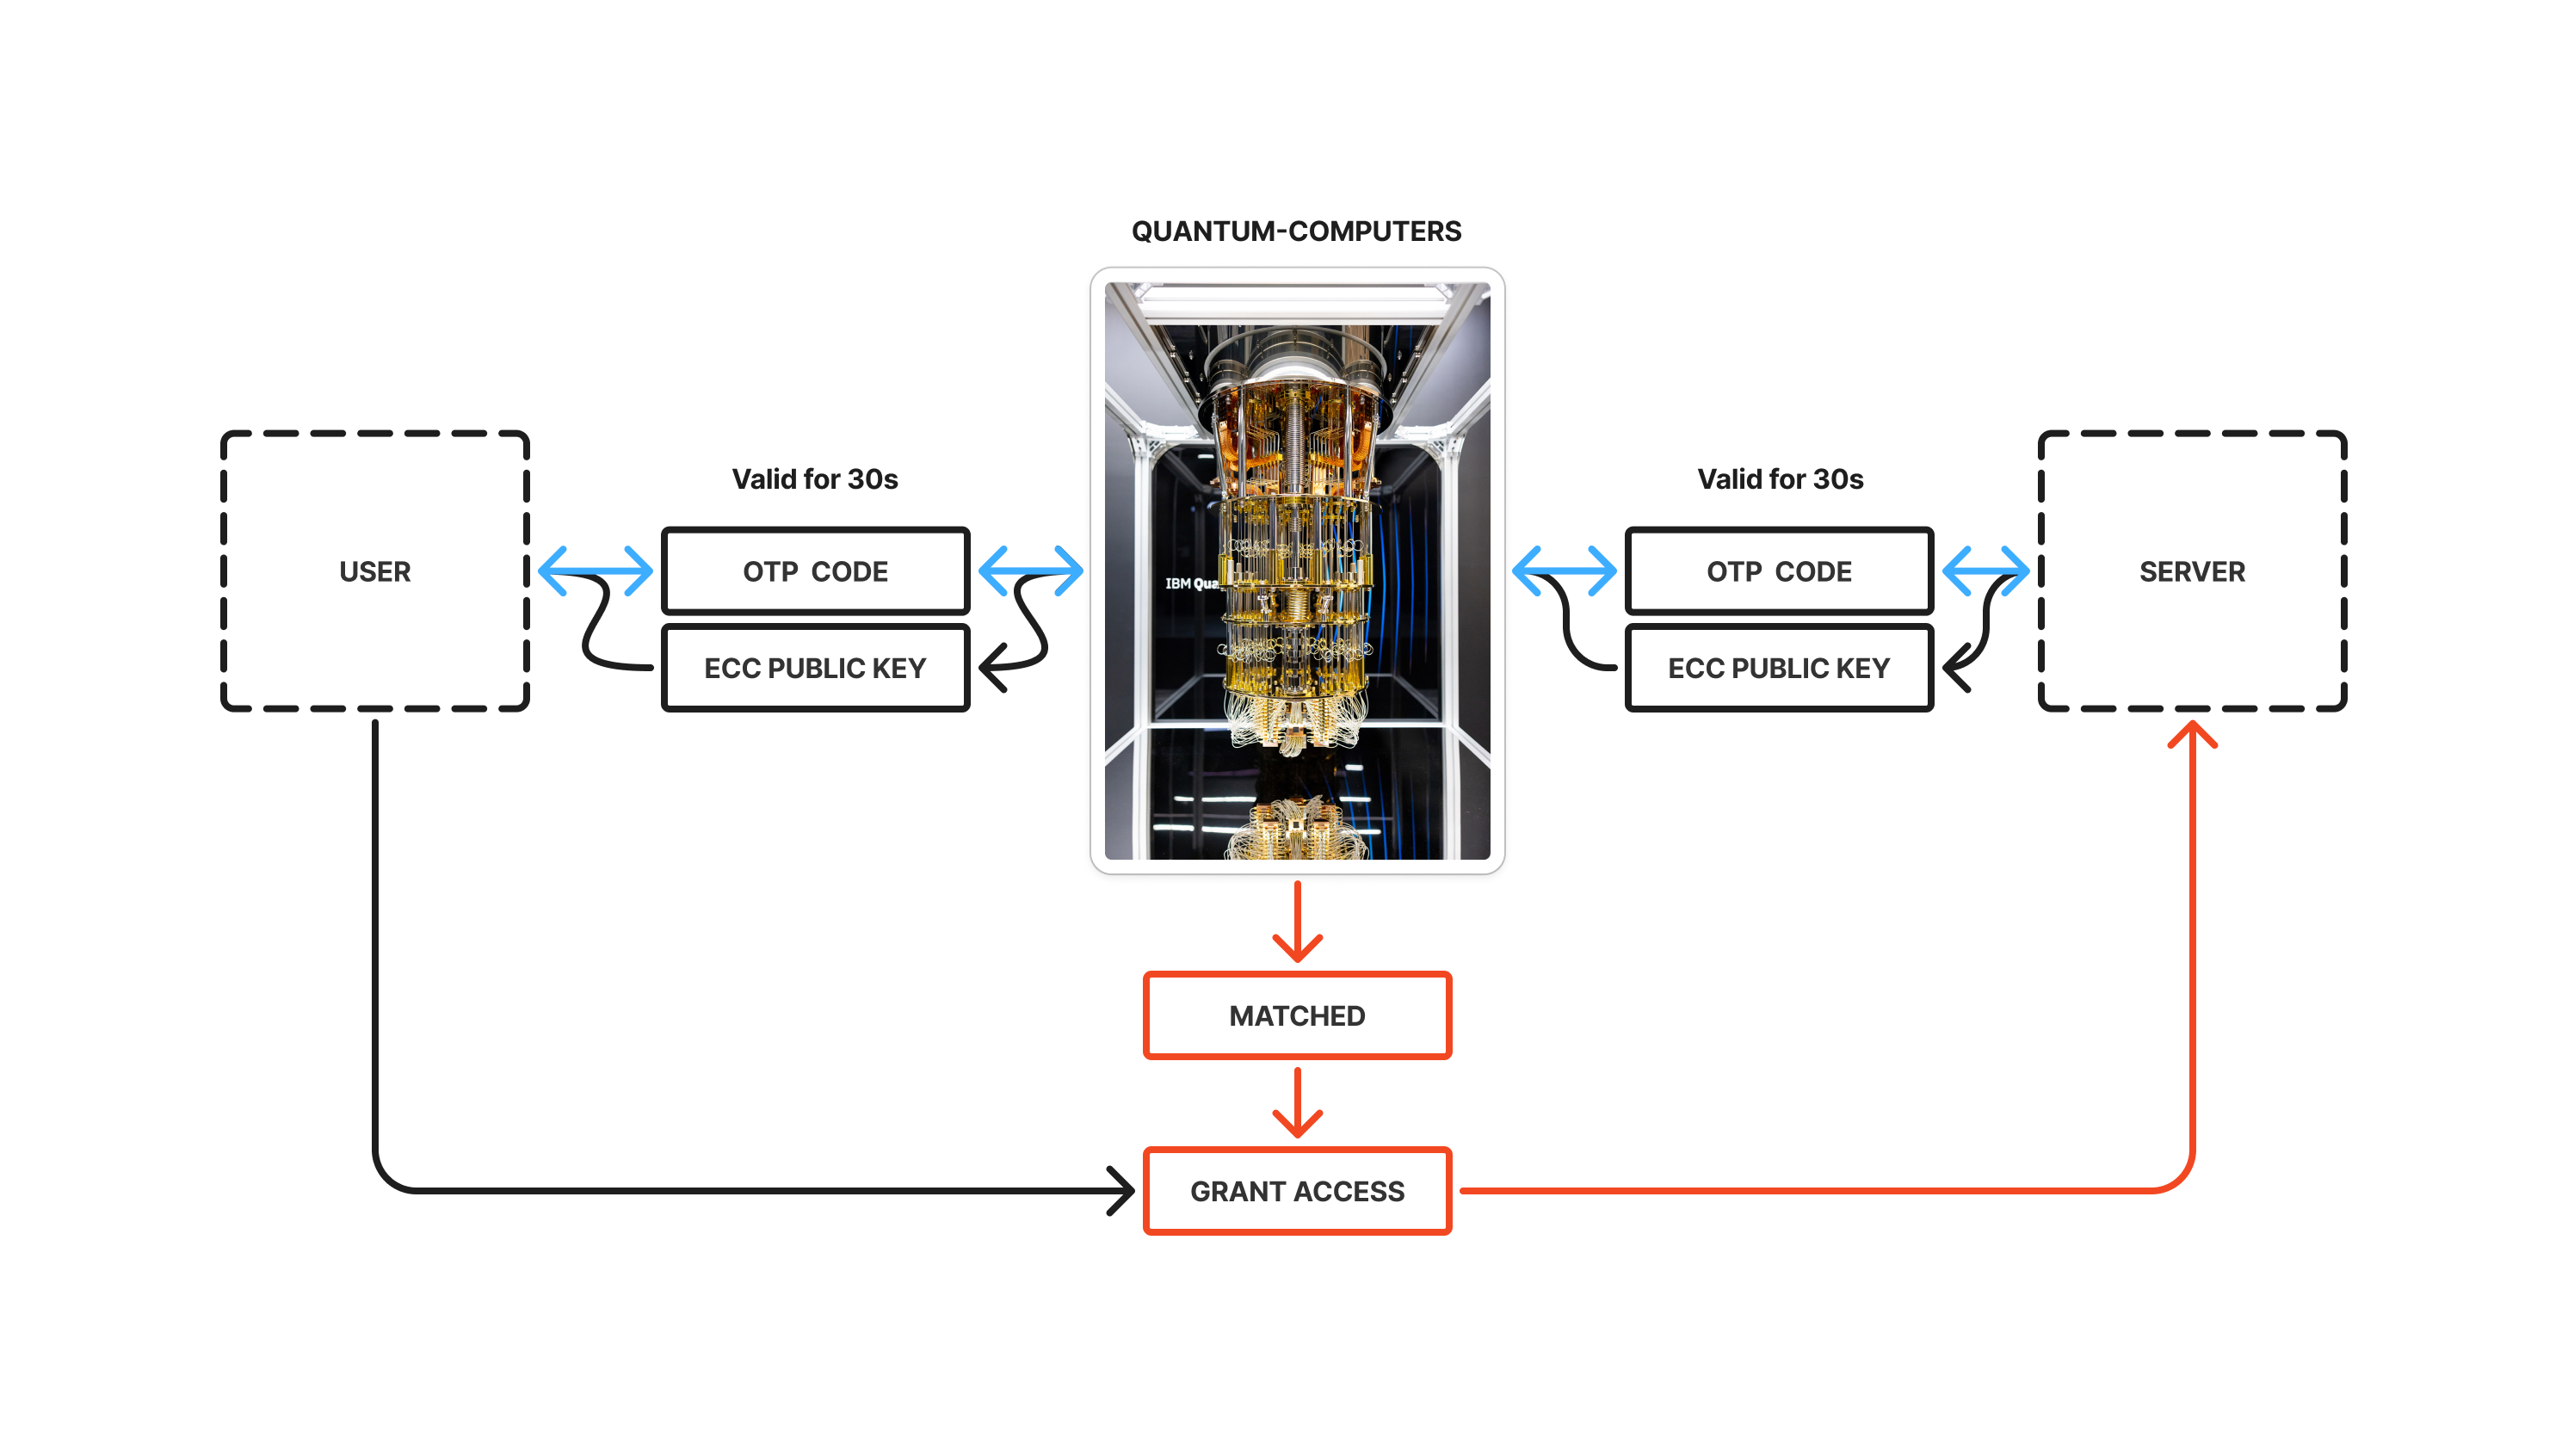 QUANTUM-COMPUTERS
Valid for 30s
Valid for 30s
USER
OTP CODE
IBM Qua
OTP CODE
SERVER
ECC PUBLIC KEY
ECC PUBLIC KEY
MATCHED
GRANT ACCESS